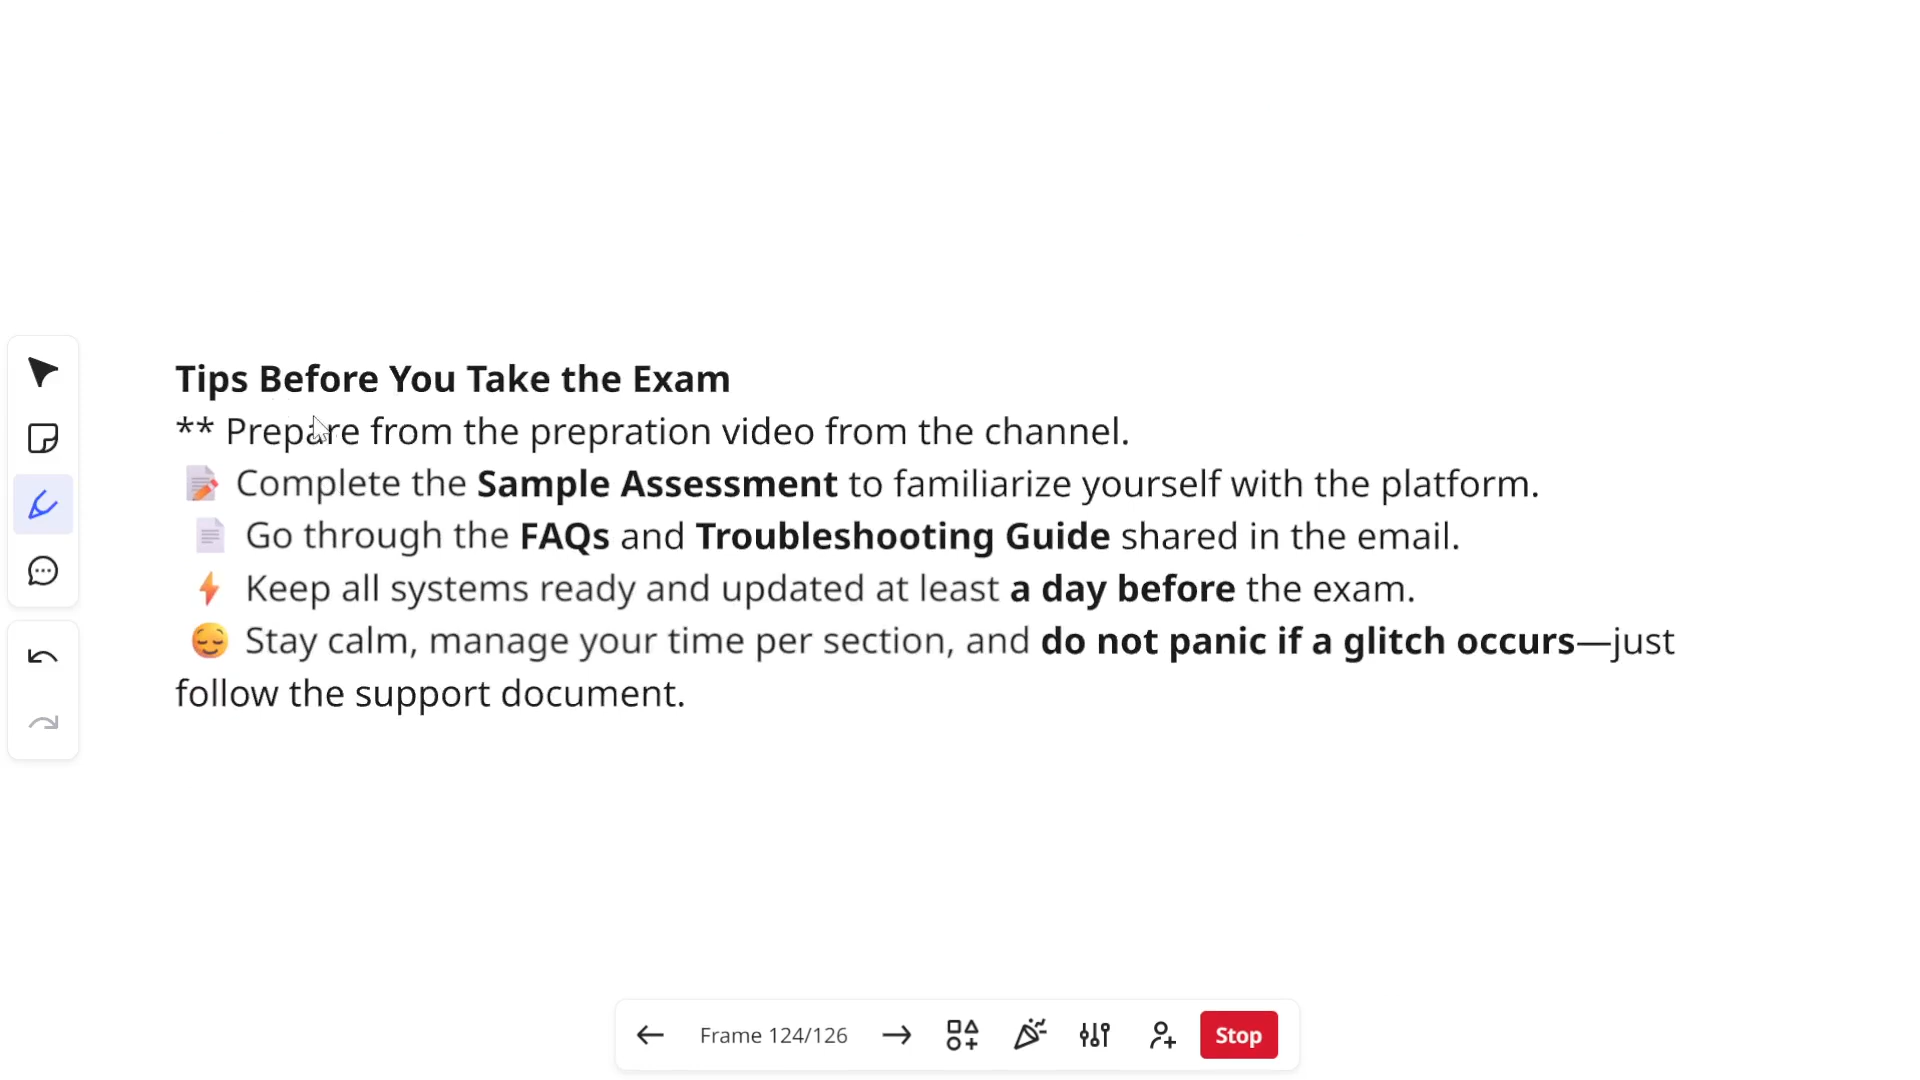 Tips Before You Take the Exam
** Prepare from the prepration video from the channel.
📝 Complete the Sample Assessment to familiarize yourself with the platform.
📄 Go through the FAQs and Troubleshooting Guide shared in the email.
⚡ Keep all systems ready and updated at least a day before the exam.
😌 Stay calm, manage your time per section, and do not panic if a glitch occurs—just
follow the support document.
Frame 124/126
Stop